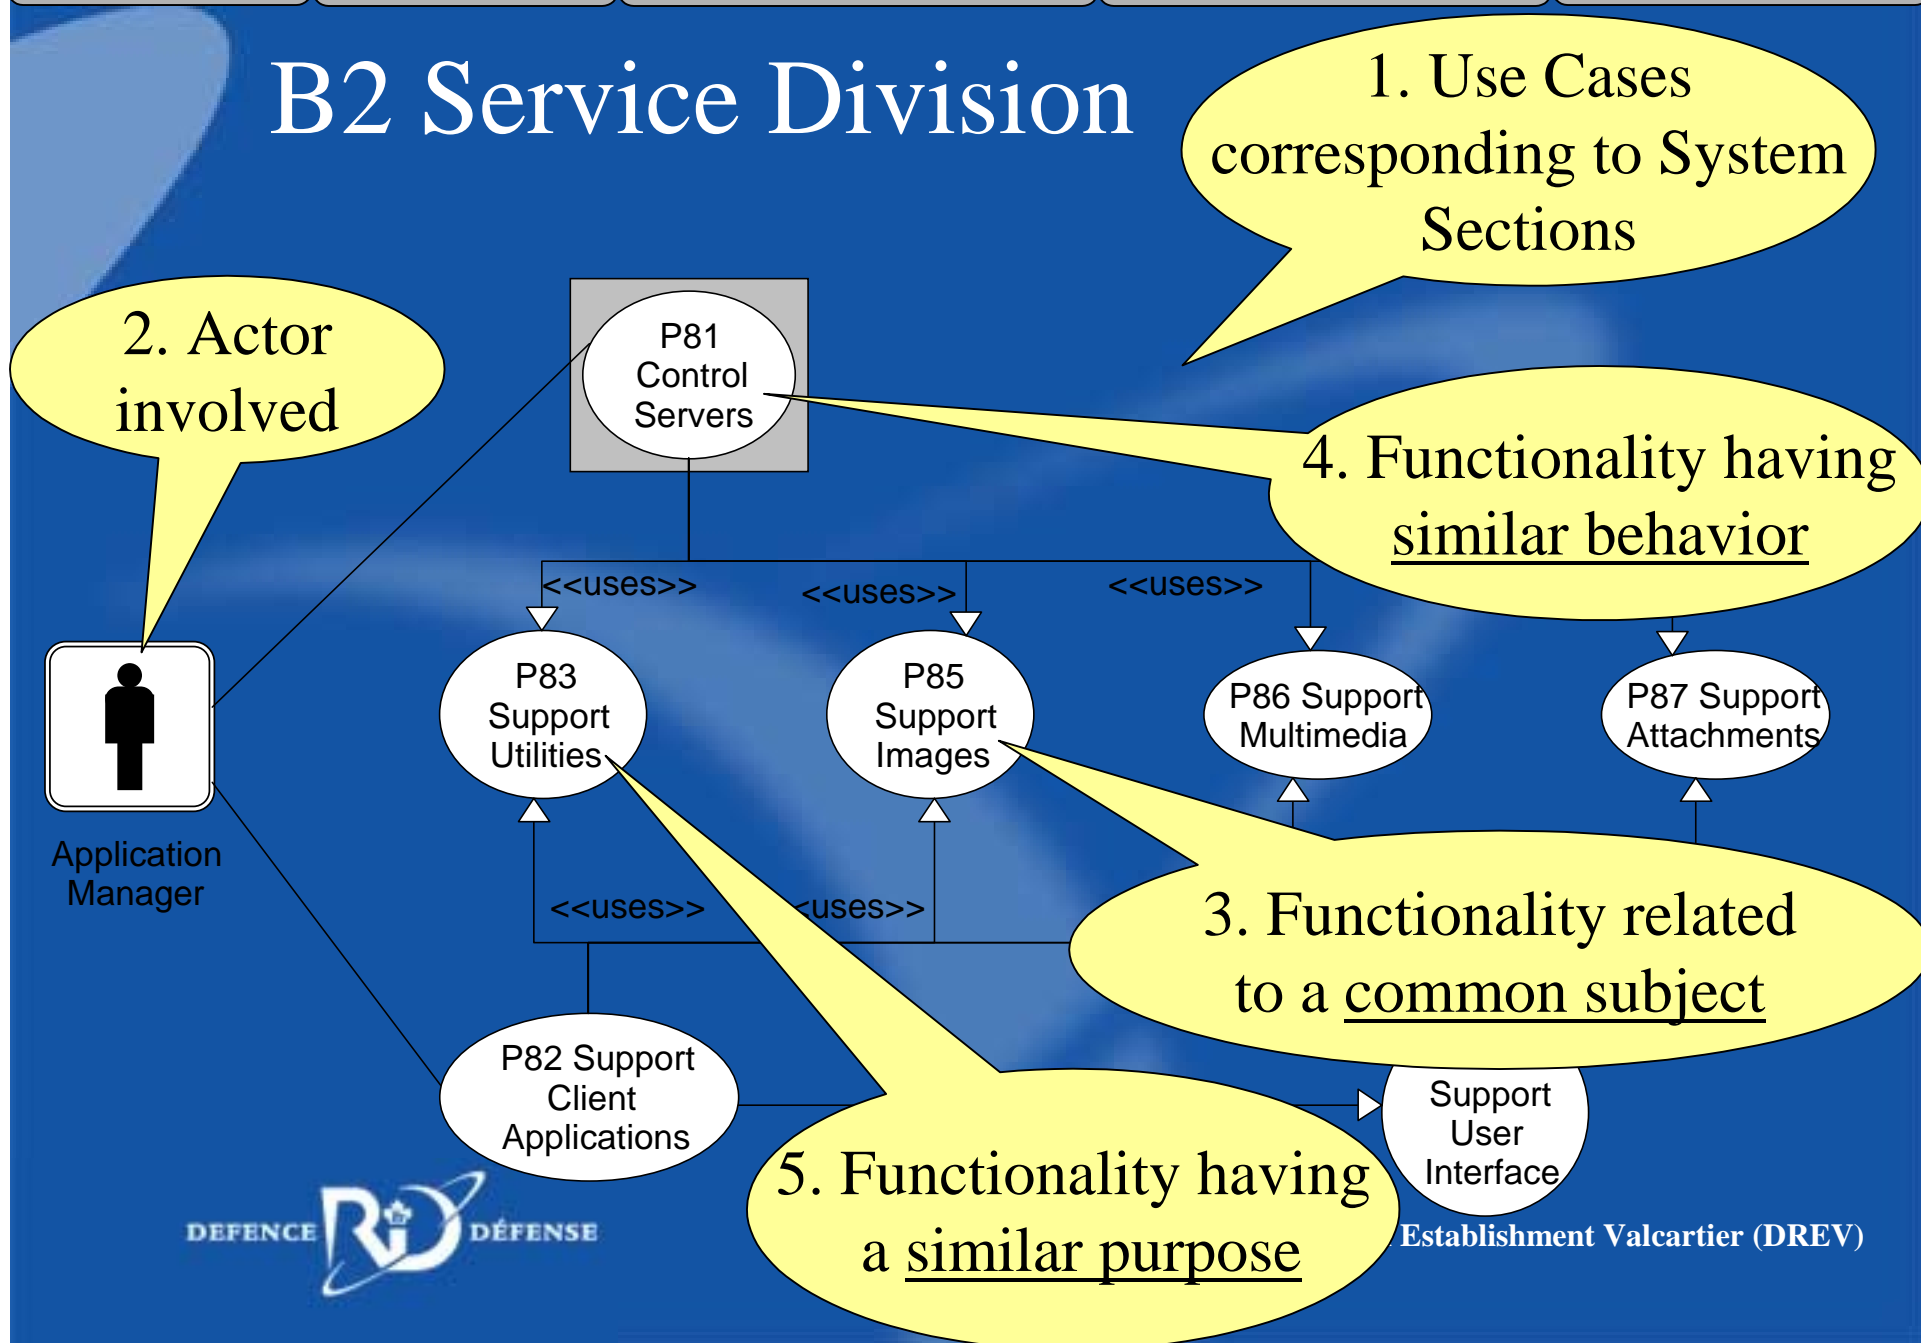 B2 Service Division
1. Use Cases
corresponding to System
Sections
2. Actor
involved
P81
Control
Servers
4. Functionality having
similar behavior
<<uses>>
<<uses>>
<<uses>>
P83
Support
Utilities
P85
Support
Images
P86 Support
Multimedia
P87 Support
Attachments
Application
Manager
<<uses>>
uses>>
3. Functionality related
to a common subject
P82 Support
Client
Applications
Support
User
Interface
5. Functionality having
a similar purpose
DEFENCE
DÉFENSE
Establishment Valcartier (DREV)